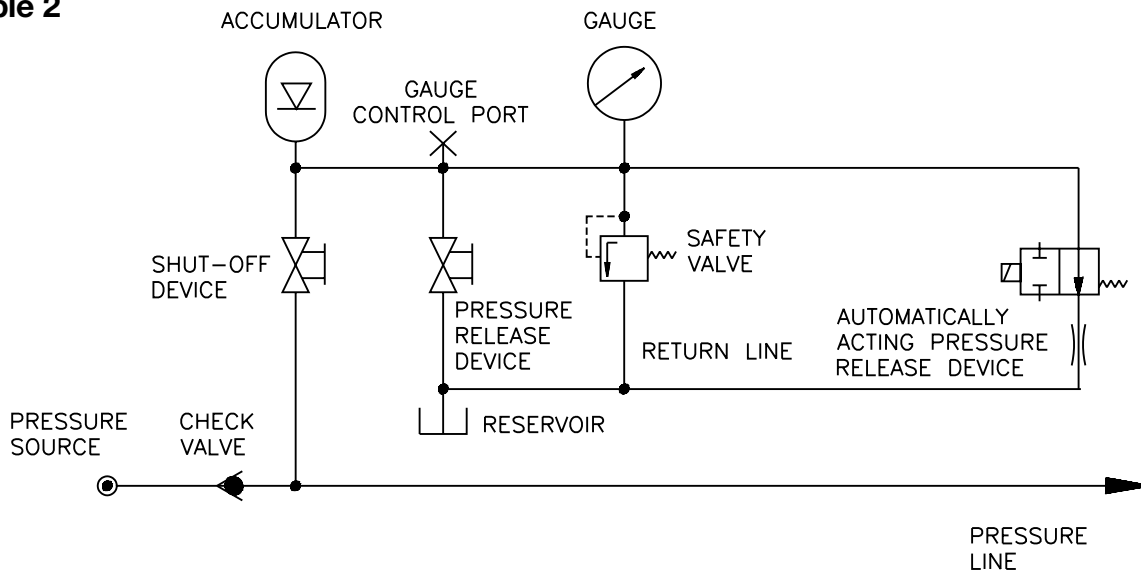 ACCUMULATOR
GAUGE
GAUGE
CONTROL PORT
SHUT-OFF
DEVICE
SAFETY
VALVE
PRESSURE
RELEASE
DEVICE
RETURN LINE
AUTOMATICALLY
ACTING PRESSURE
RELEASE DEVICE
RESERVOIR
PRESSURE
SOURCE
CHECK
VALVE
PRESSURE
LINE